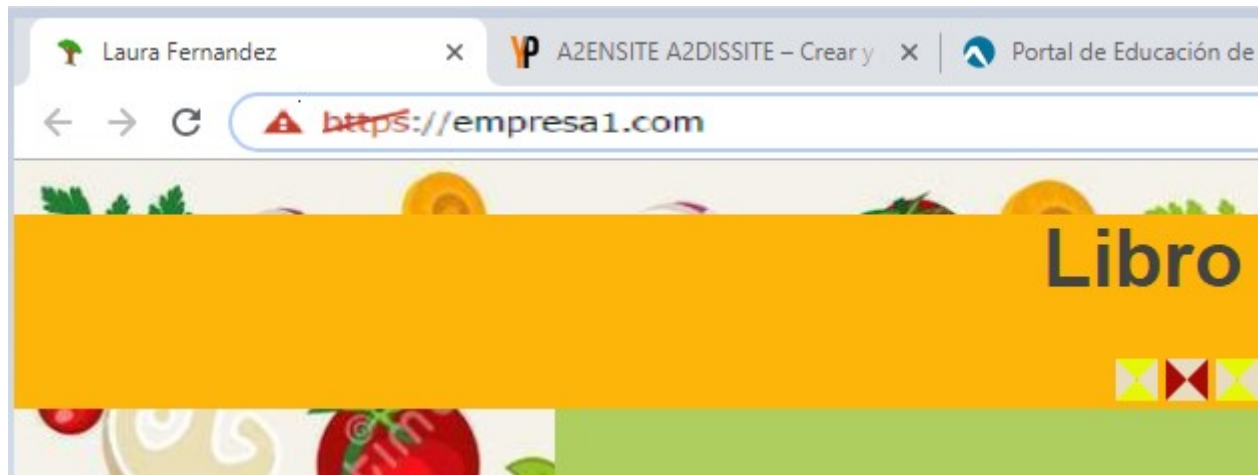 Laura Fernandez
A2ENSITE A2DISSITE – Crear y
Portal de Educación de
https://empresa1.com
Libro